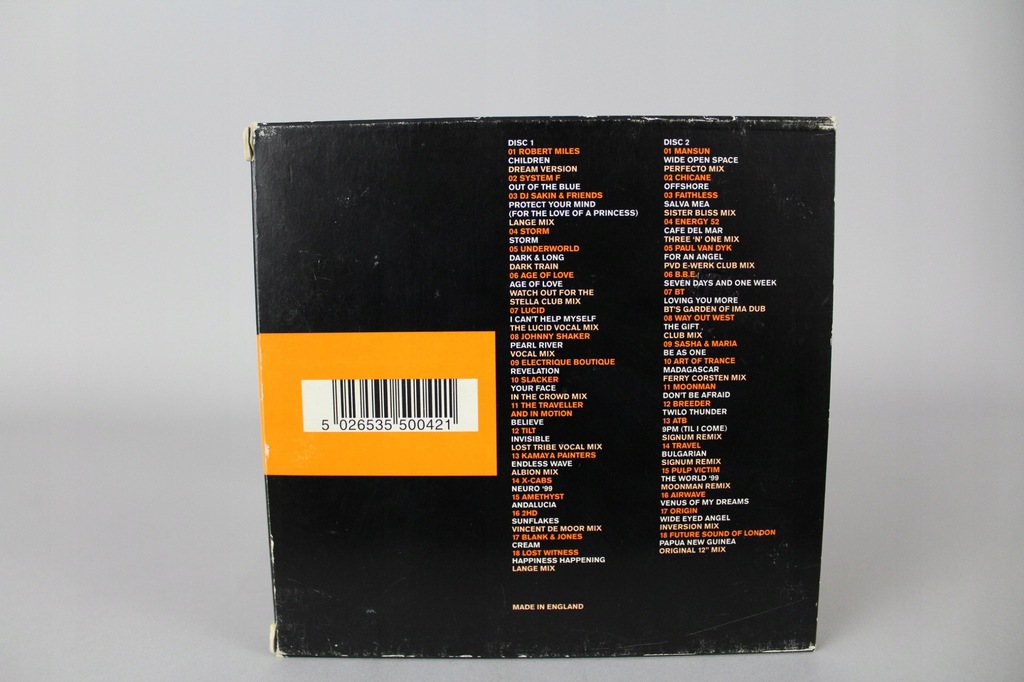 DISC 1
01 ROBERT MILES
CHILDREN
DREAM VERSION
02 SYSTEM F
OUT OF THE BLUE
03 DJ SAKIN & FRIENDS
PROTECT YOUR MIND
(FOR THE LOVE OF A PRINCESS)
LANGE MIX
04 STORM
STORM
05 UNDERWORLD
DARK & LONG
DARK TRAIN
06 AGE OF LOVE
AGE OF LOVE
WATCH OUT FOR THE
STELLA CLUB MIX
07 LUCID
I CAN'T HELP MYSELF
THE LUCID VOCAL MIX
08 JOHNNY SHAKER
PEARL RIVER
VOCAL MIX
09 ELECTRIQUE BOUTIQUE
REVELATION
10 SLACKER
YOUR FACE
IN THE CROWD MIX
11 THE TRAVELLER
AND IN MOTION
BELIEVE
12 TILT
INVISIBLE
LOST TRIBE VOCAL MIX
13 KAMAYA PAINTERS
ENDLESS WAVE
ALBION MIX
14 X-CABS
NEURO '99
15 AMETHYST
ANDALUCIA
16 2HD
SUNFLAKES
VINCENT DE MOOR MIX
17 BLANK & JONES
CREAM
18 LOST WITNESS
HAPPINESS HAPPENING
LANGE MIX
MADE IN ENGLAND
DISC 2
01 MANSUN
WIDE OPEN SPACE
PERFECTO MIX
02 CHICANE
OFFSHORE
03 FAITHLESS
SALVA MEA
SISTER BLISS MIX
04 ENERGY 52
CAFE DEL MAR
THREE 'N' ONE MIX
05 PAUL VAN DYK
FOR AN ANGEL
PVD E-WERK CLUB MIX
06 B.B.E.
SEVEN DAYS AND ONE WEEK
07 BT
LOVING YOU MORE
BT'S GARDEN OF IMA DUB
08 WAY OUT WEST
THE GIFT
CLUB MIX
09 SASHA & MARIA
BE AS ONE
10 ART OF TRANCE
MADAGASCAR
FERRY CORSTEN MIX
11 MOONMAN
DON'T BE AFRAID
12 BREEDER
TWILO THUNDER
13 ATB
9PM (TIL I COME)
SIGNUM REMIX
14 TRAVEL
BULGARIAN
SIGNUM REMIX
15 PULP VICTIM
THE WORLD '99
MOONMAN REMIX
16 AIRWAVE
VENUS OF MY DREAMS
17 ORIGIN
WIDE EYED ANGEL
INVERSION MIX
18 FUTURE SOUND OF LONDON
PAPUA NEW GUINEA
ORIGINAL 12" MIX
5 026535 500421